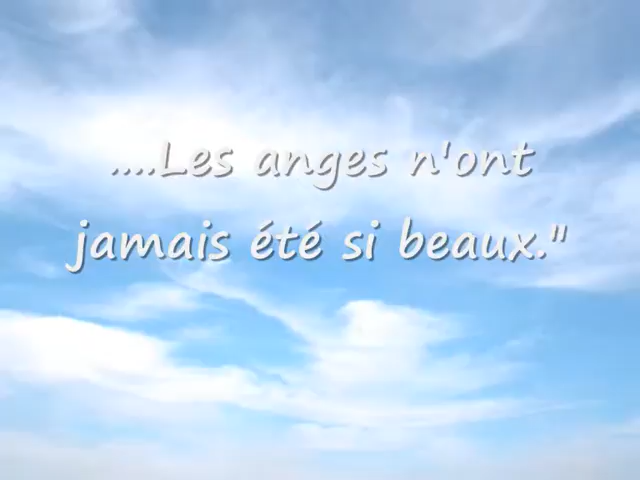 ....Les anges n'ont
jamais été si beaux."